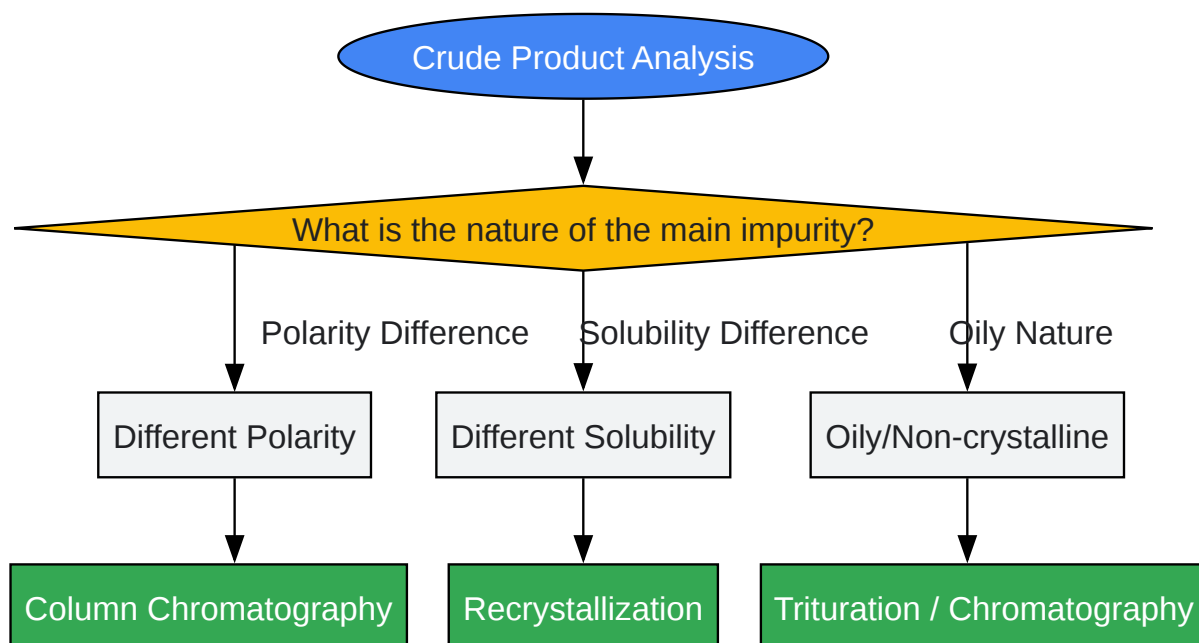 Crude Product Analysis
What is the nature of the main impurity?
Polarity Difference
Solubility Difference
Oily Nature
Different Polarity
Different Solubility
Oily/Non-crystalline
Column Chromatography
Recrystallization
Trituration / Chromatography